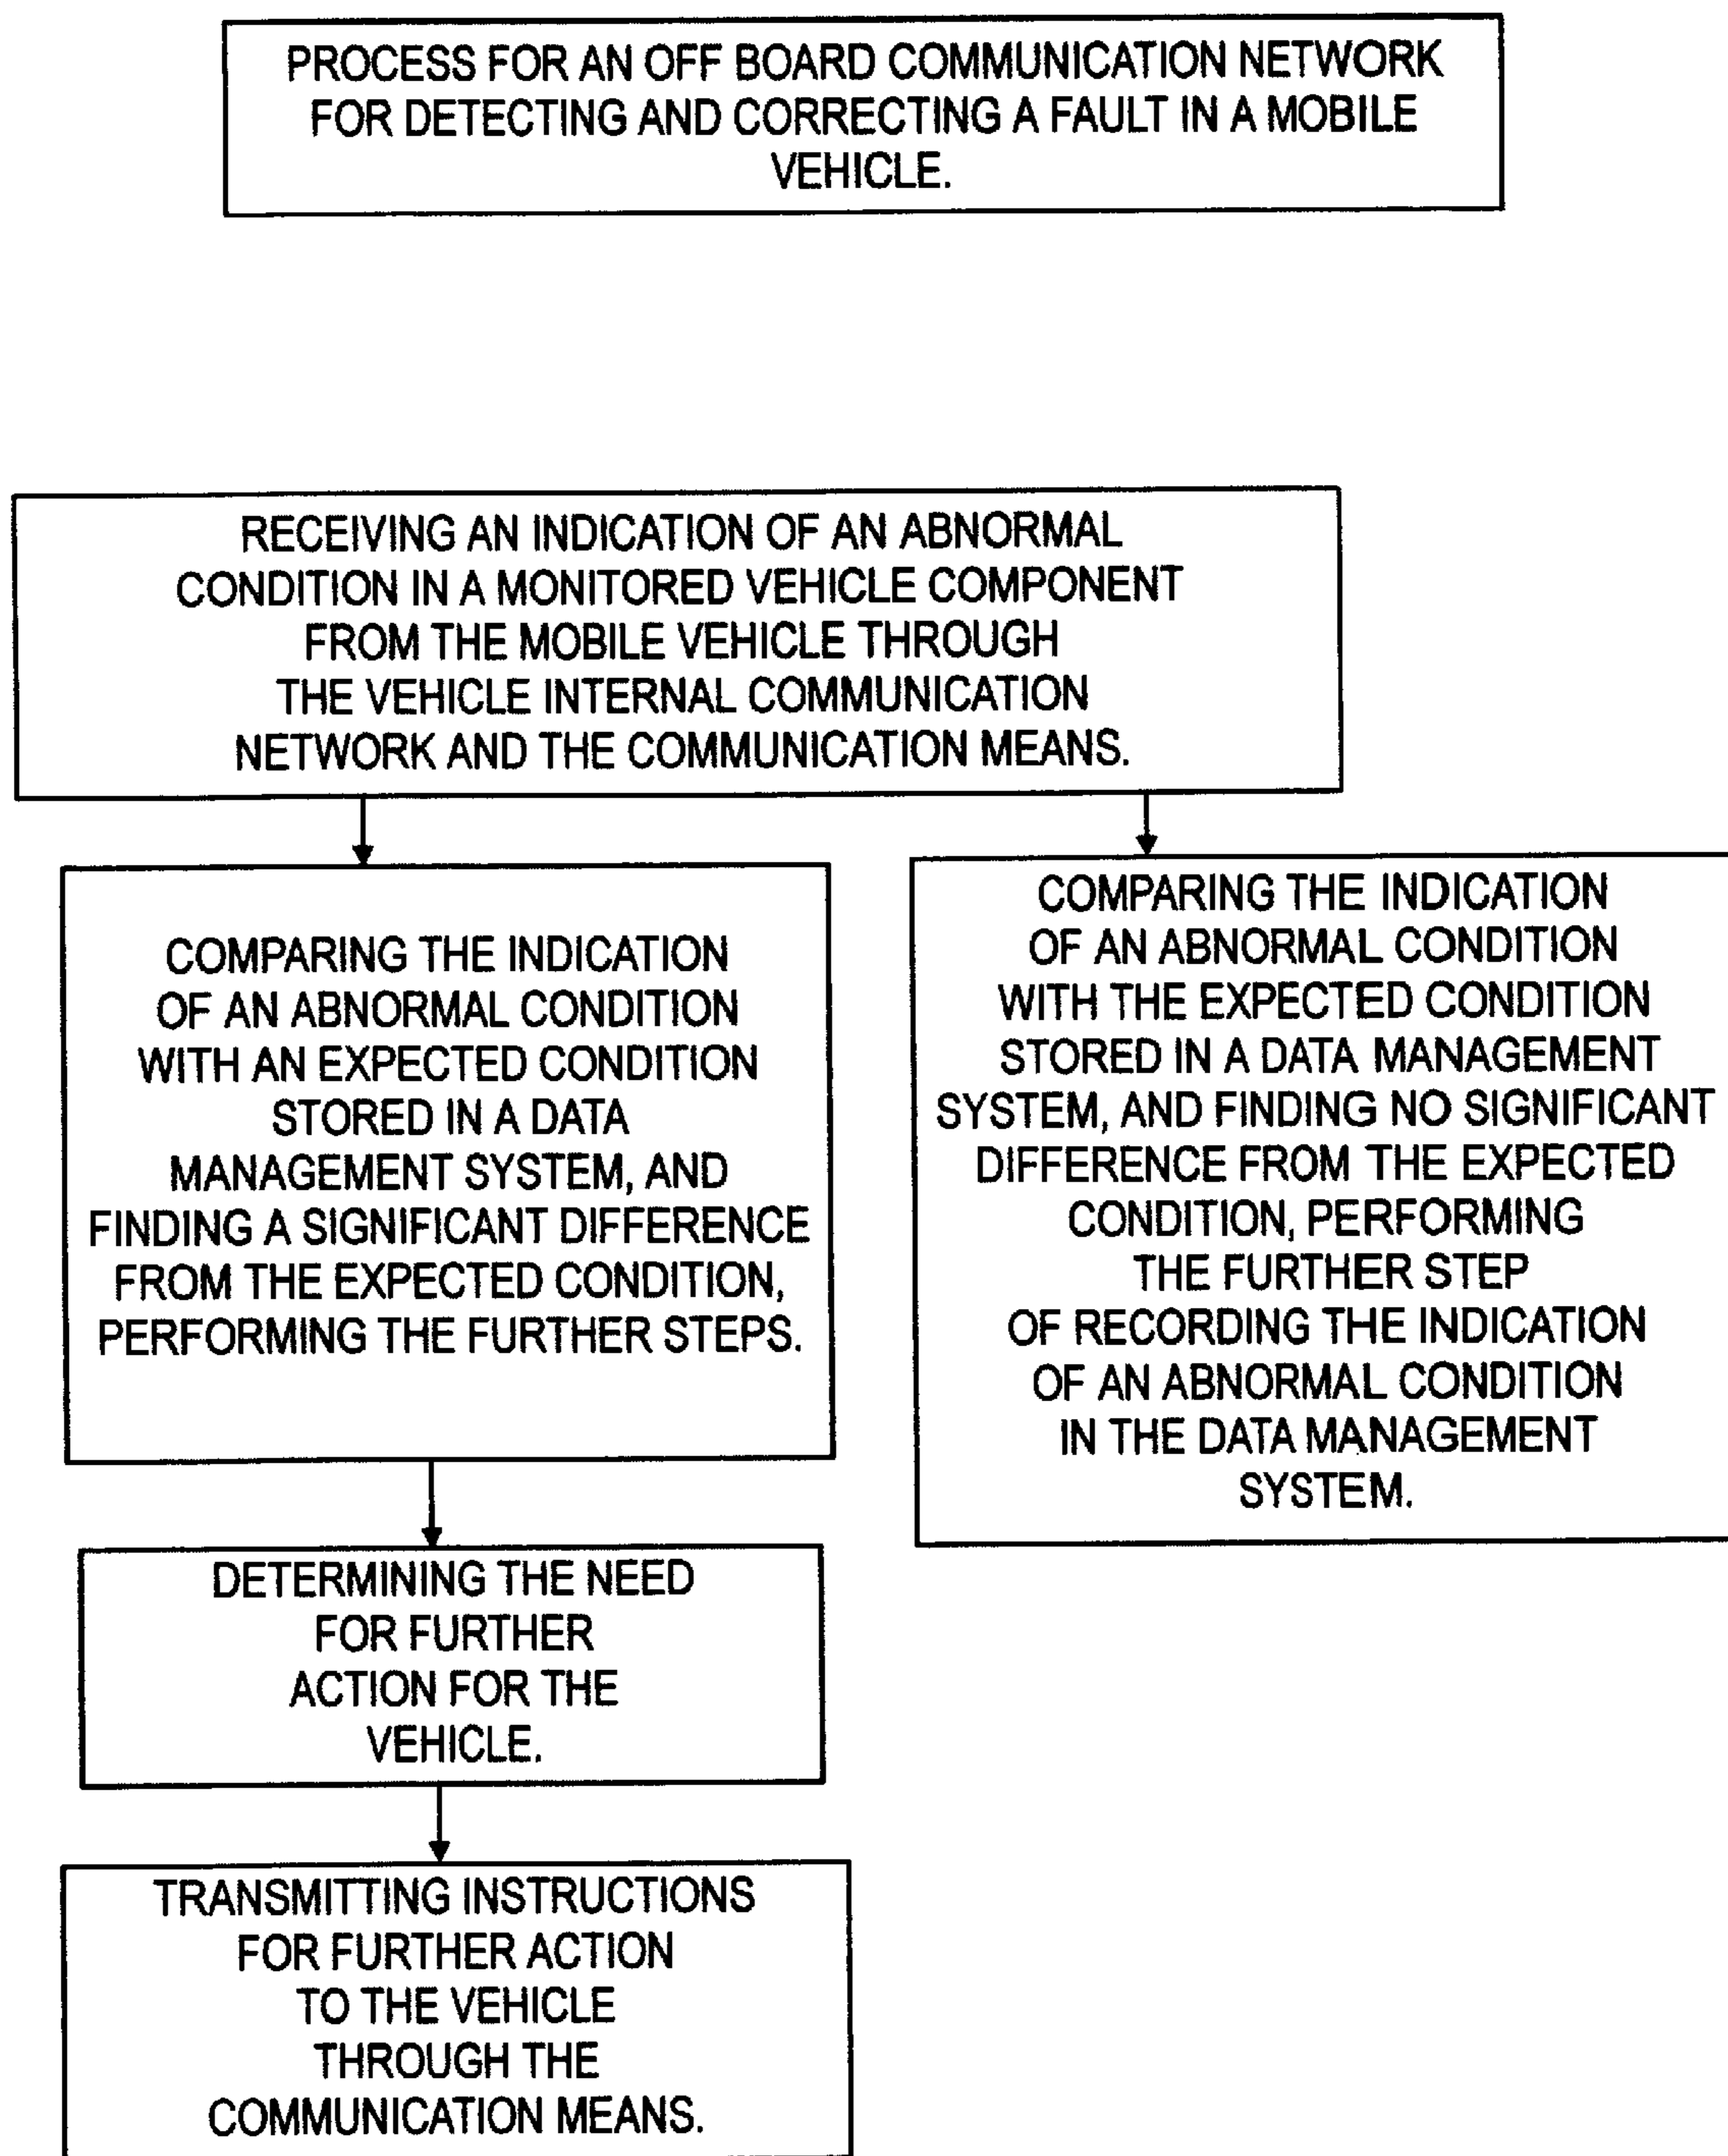 PROCESS FOR AN OFF BOARD COMMUNICATION NETWORK
FOR DETECTING AND CORRECTING A FAULT IN A MOBILE
VEHICLE.
RECEIVING AN INDICATION OF AN ABNORMAL
CONDITION IN A MONITORED VEHICLE COMPONENT
FROM THE MOBILE VEHICLE THROUGH
THE VEHICLE INTERNAL COMMUNICATION
NETWORK AND THE COMMUNICATION MEANS.
COMPARING THE INDICATION
OF AN ABNORMAL CONDITION
WITH AN EXPECTED CONDITION
STORED IN A DATA
MANAGEMENT SYSTEM, AND
FINDING A SIGNIFICANT DIFFERENCE
FROM THE EXPECTED CONDITION,
PERFORMING THE FURTHER STEPS.
COMPARING THE INDICATION
OF AN ABNORMAL CONDITION
WITH THE EXPECTED CONDITION
STORED IN A DATA MANAGEMENT
SYSTEM, AND FINDING NO SIGNIFICANT
DIFFERENCE FROM THE EXPECTED
CONDITION, PERFORMING
THE FURTHER STEP
OF RECORDING THE INDICATION
OF AN ABNORMAL CONDITION
IN THE DATA MANAGEMENT
SYSTEM.
DETERMINING THE NEED
FOR FURTHER
ACTION FOR THE
VEHICLE.
TRANSMITTING INSTRUCTIONS
FOR FURTHER ACTION
TO THE VEHICLE
THROUGH THE
COMMUNICATION MEANS.